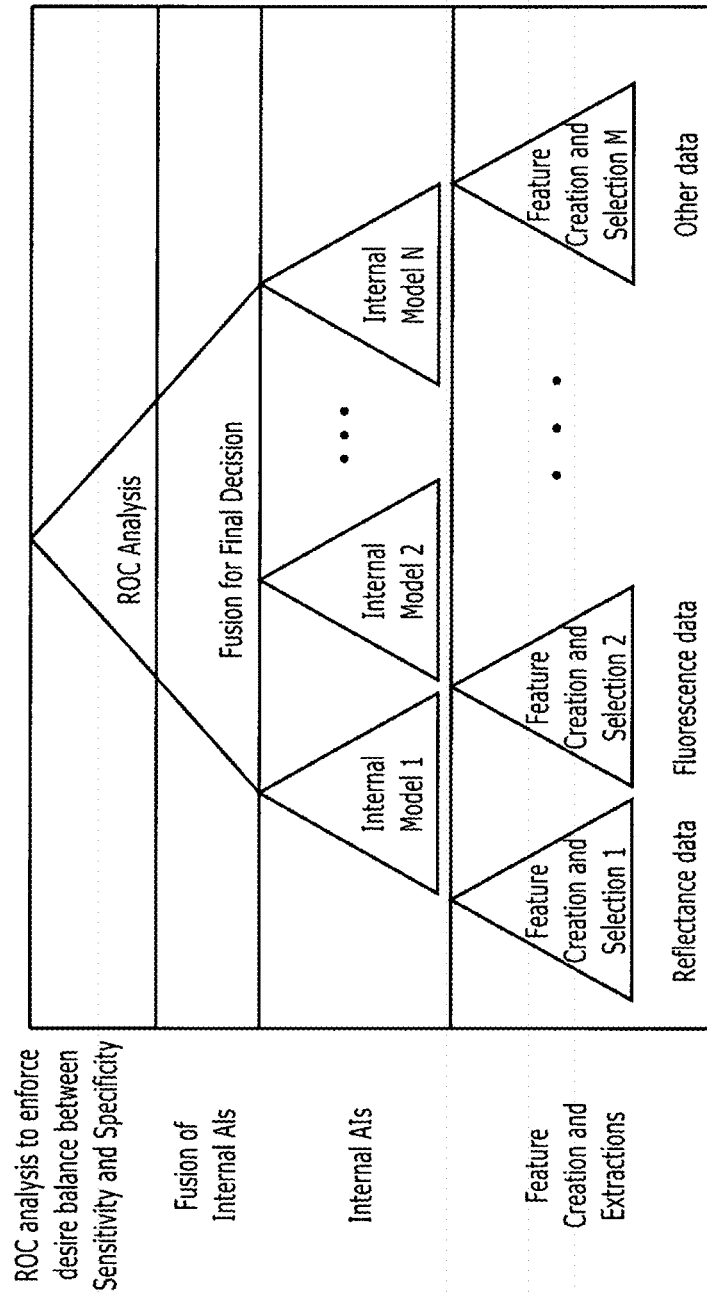 ROC analysis to enforce
desire balance between
Sensitivity and Specificity
ROC Analysis
Fusion of
Internal AIs
Fusion for Final Decision
Internal AIs
Internal
Model 1
Internal
Model 2
• • •
Internal
Model N
Feature
Creation and
Extractions
Feature
Creation and
Selection 1
Feature
Creation and
Selection 2
• • •
Feature
Creation and
Selection M
Reflectance data
Fluorescence data
Other data